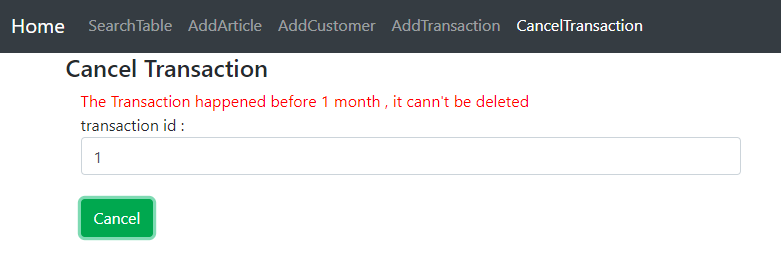 Home SearchTable AddArticle AddCustomer AddTransaction CancelTransaction
Cancel Transaction
The Transaction happened before 1 month , it cann't be deleted
transaction id :
1
Cancel